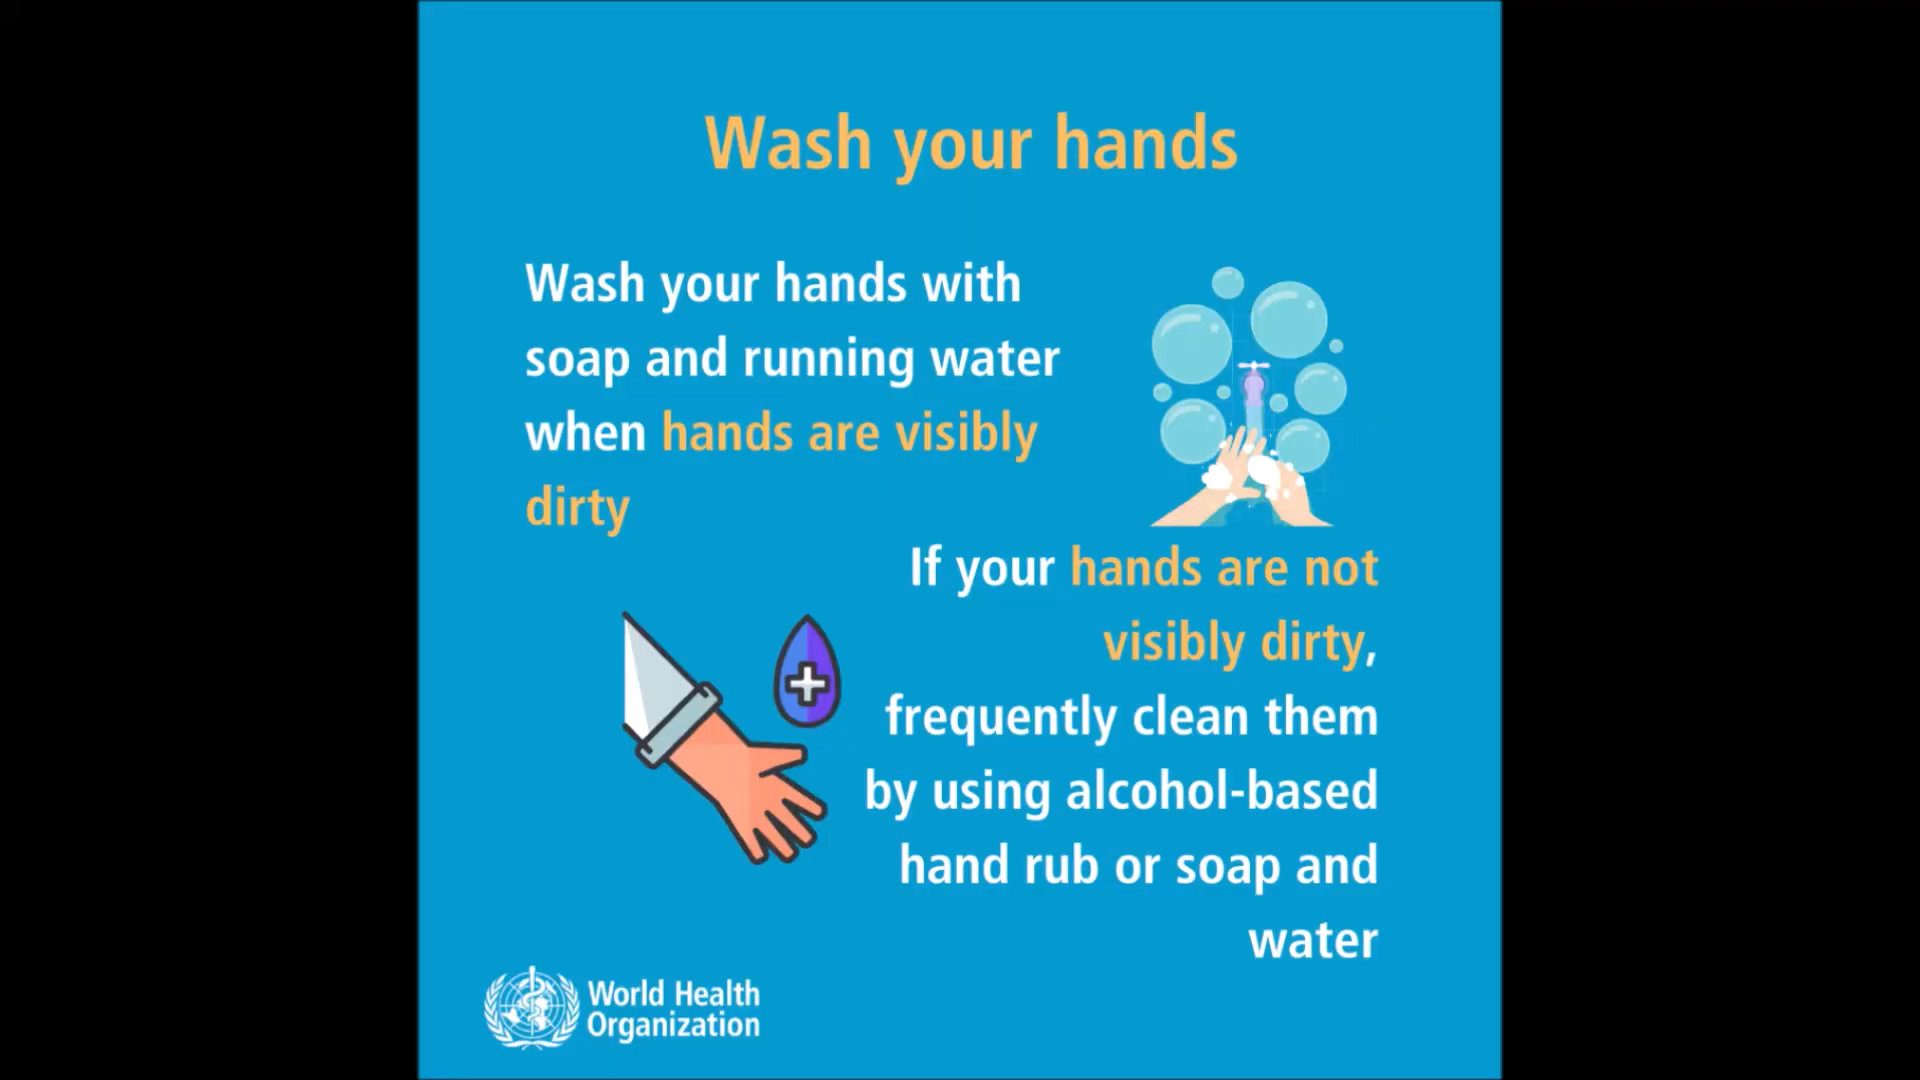 Wash your hands
Wash your hands with
soap and running water
when hands are visibly
dirty
If your hands are not
visibly dirty,
frequently clean them
by using alcohol-based
hand rub or soap and
water
World Health
Organization